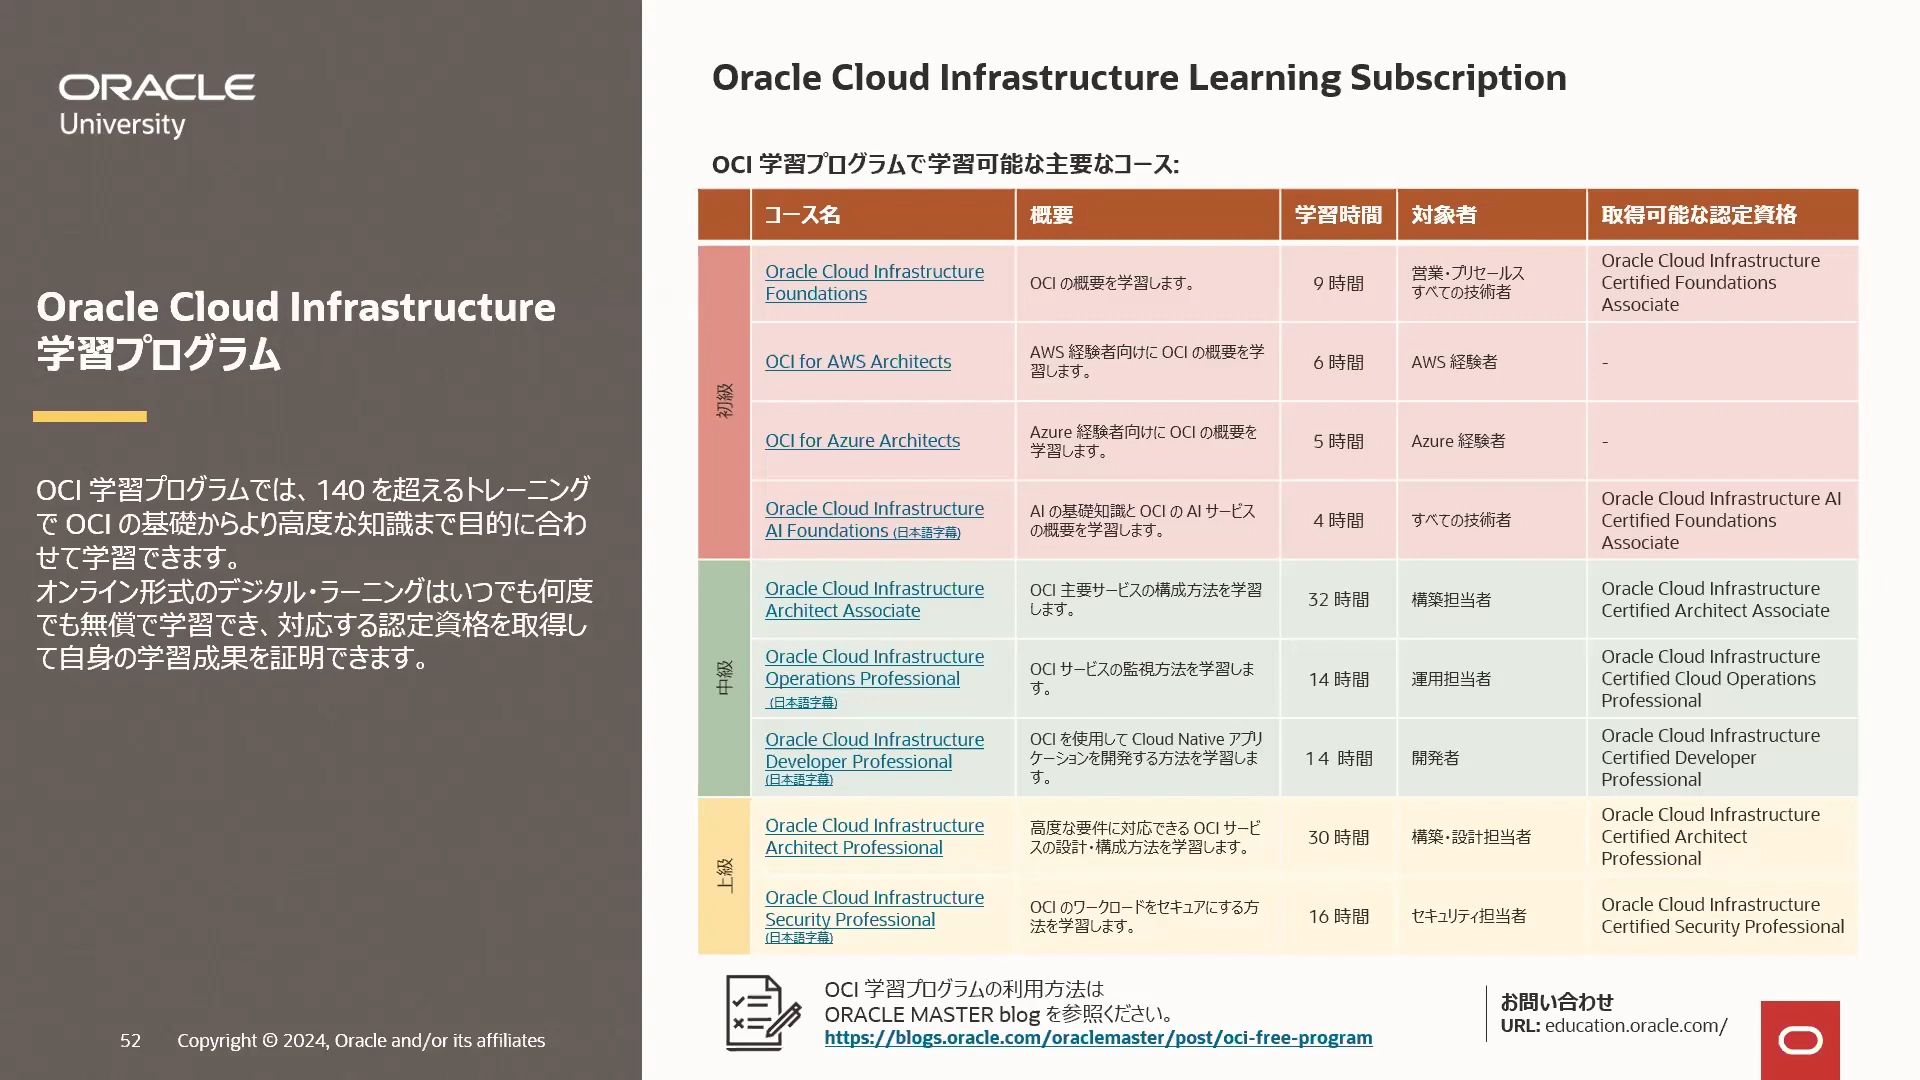 ORACLE
University
Oracle Cloud Infrastructure
学習プログラム
OCI 学習プログラムでは、140 を超えるトレーニング
で OCI の基礎からより高度な知識まで目的に合わ
せて学習できます。
オンライン形式のデジタル・ラーニングはいつでも何度
でも無償で学習でき、対応する認定資格を取得し
て自身の学習成果を証明できます。
52 Copyright © 2024, Oracle and/or its affiliates
Oracle Cloud Infrastructure Learning Subscription
OCI 学習プログラムで学習可能な主要なコース:
コース名 概要 学習時間 対象者 取得可能な認定資格
初級
Oracle Cloud Infrastructure
Foundations
OCI の概要を学習します。
9 時間
営業・プリセールス
すべての技術者
Oracle Cloud Infrastructure
Certified Foundations
Associate
OCI for AWS Architects
AWS 経験者向けに OCI の概要を学
習します。
6 時間
AWS 経験者
-
OCI for Azure Architects
Azure 経験者向けに OCI の概要を
学習します。
5 時間
Azure 経験者
-
Oracle Cloud Infrastructure
AI Foundations (日本語字幕)
AI の基礎知識と OCI の AI サービス
の概要を学習します。
4 時間
すべての技術者
Oracle Cloud Infrastructure AI
Certified Foundations
Associate
中級
Oracle Cloud Infrastructure
Architect Associate
OCI 主要サービスの構成方法を学習
します。
32 時間
構築担当者
Oracle Cloud Infrastructure
Certified Architect Associate
Oracle Cloud Infrastructure
Operations Professional
(日本語字幕)
OCI サービスの監視方法を学習しま
す。
14 時間
運用担当者
Oracle Cloud Infrastructure
Certified Cloud Operations
Professional
Oracle Cloud Infrastructure
Developer Professional
(日本語字幕)
OCI を使用して Cloud Native アプリ
ケーションを開発する方法を学習しま
す。
１４ 時間
開発者
Oracle Cloud Infrastructure
Certified Developer
Professional
上級
Oracle Cloud Infrastructure
Architect Professional
高度な要件に対応できる OCI サービ
スの設計・構成方法を学習します。
30 時間
構築・設計担当者
Oracle Cloud Infrastructure
Certified Architect
Professional
Oracle Cloud Infrastructure
Security Professional
(日本語字幕)
OCI のワークロードをセキュアにする方
法を学習します。
16 時間
セキュリティ担当者
Oracle Cloud Infrastructure
Certified Security Professional
OCI 学習プログラムの利用方法は
ORACLE MASTER blog を参照ください。
https://blogs.oracle.com/oraclemaster/post/oci-free-program
お問い合わせ
URL: education.oracle.com/